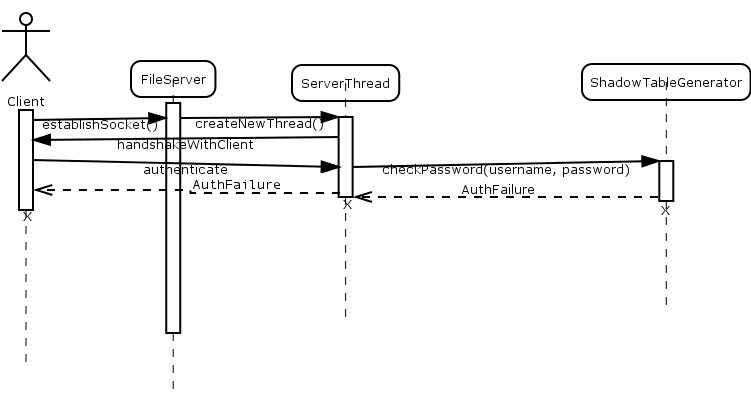 FileServer
ServerThread
ShadowTableGenerator
Client
establishSocket()
createNewThread()
handshakeWithClient
authenticate
checkPassword(username, password)
AuthFailure
AuthFailure
X
X
X